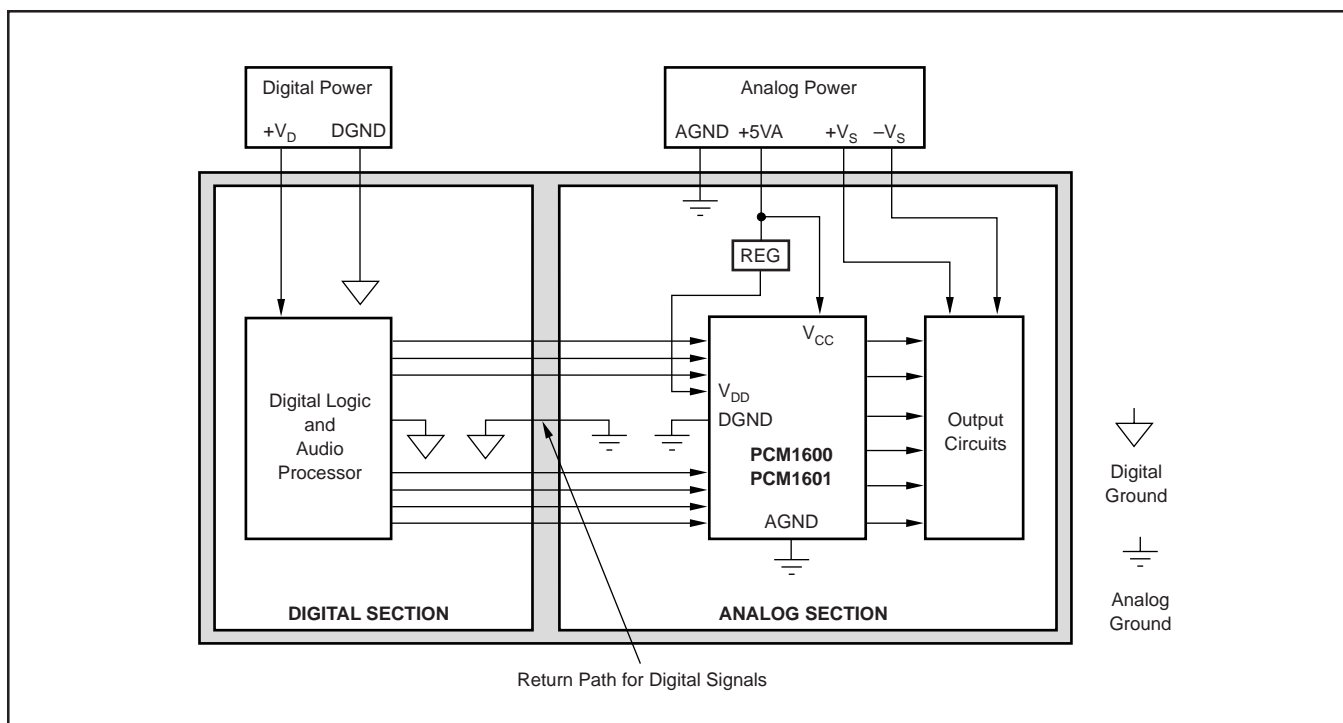 Digital Power
+VD DGND
Analog Power
AGND +5VA +VS –VS
REG
VCC
VDD
DGND
PCM1600
PCM1601
AGND
Digital Logic
and
Audio
Processor
Output
Circuits
Digital
Ground
Analog
Ground
DIGITAL SECTION
ANALOG SECTION
Return Path for Digital Signals